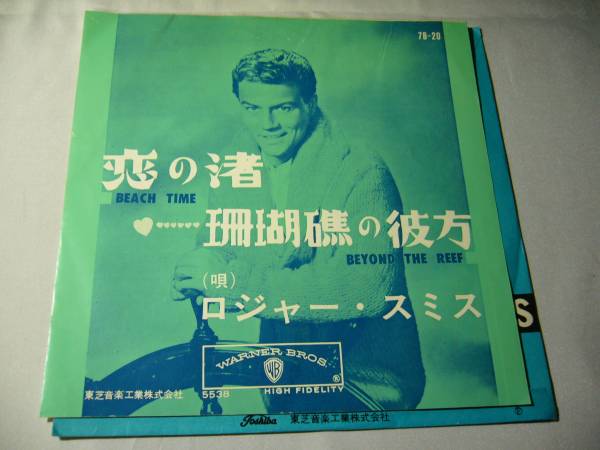 7B-20
恋の渚
BEACH TIME
珊瑚礁の彼方
BEYOND THE REEF
(唄)
ロジャー・スミス
S
WARNER BROS.
WB
®
HIGH FIDELITY
東芝音楽工業株式会社
5538
Toshiba 東芝音楽工業株式会社 Ⓟ